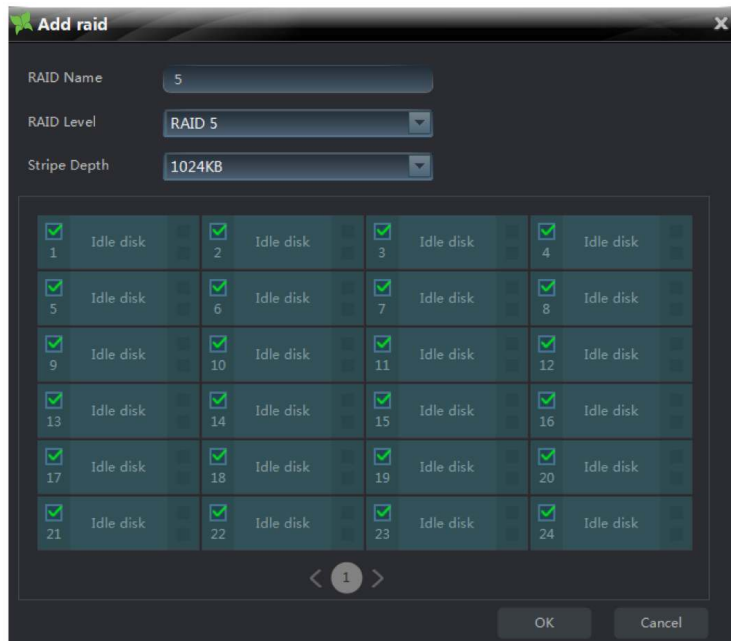 Add raid
RAID Name 5
RAID Level RAID 5
Stripe Depth 1024KB
1 Idle disk 2 Idle disk 3 Idle disk 4 Idle disk
5 Idle disk 6 Idle disk 7 Idle disk 8 Idle disk
9 Idle disk 10 Idle disk 11 Idle disk 12 Idle disk
13 Idle disk 14 Idle disk 15 Idle disk 16 Idle disk
17 Idle disk 18 Idle disk 19 Idle disk 20 Idle disk
21 Idle disk 22 Idle disk 23 Idle disk 24 Idle disk
< 1 >
OK Cancel